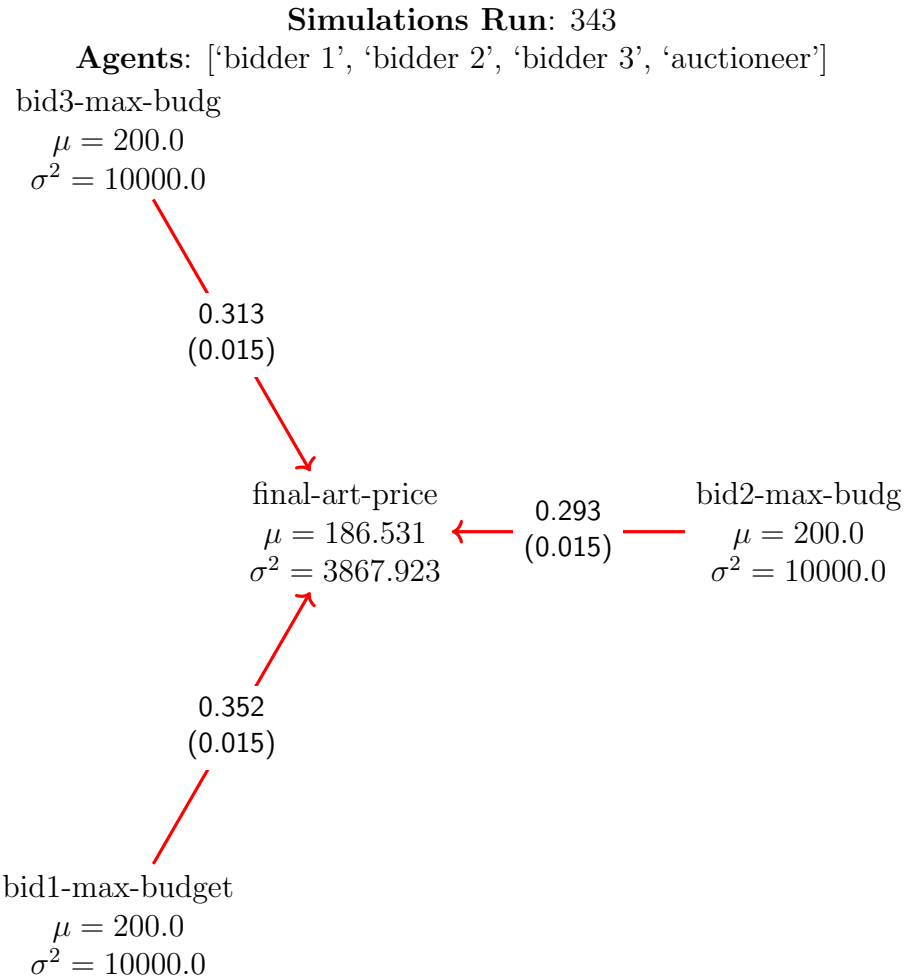 Simulations Run: 343
Agents: [‘bidder 1’, ‘bidder 2’, ‘bidder 3’, ‘auctioneer’]
bid3-max-budg
μ = 200.0
σ² = 10000.0
0.313
(0.015)
final-art-price
μ = 186.531
σ² = 3867.923
0.293
(0.015)
bid2-max-budg
μ = 200.0
σ² = 10000.0
0.352
(0.015)
bid1-max-budget
μ = 200.0
σ² = 10000.0